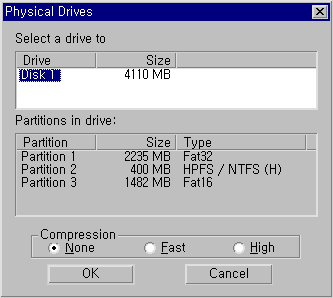 Physical Drives
Select a drive to
Drive Size
Disk 1 4110 MB
Partitions in drive:
Partition Size Type
Partition 1 2235 MB Fat32
Partition 2 400 MB HPFS / NTFS (H)
Partition 3 1482 MB Fat16
Compression
None Fast High
OK Cancel